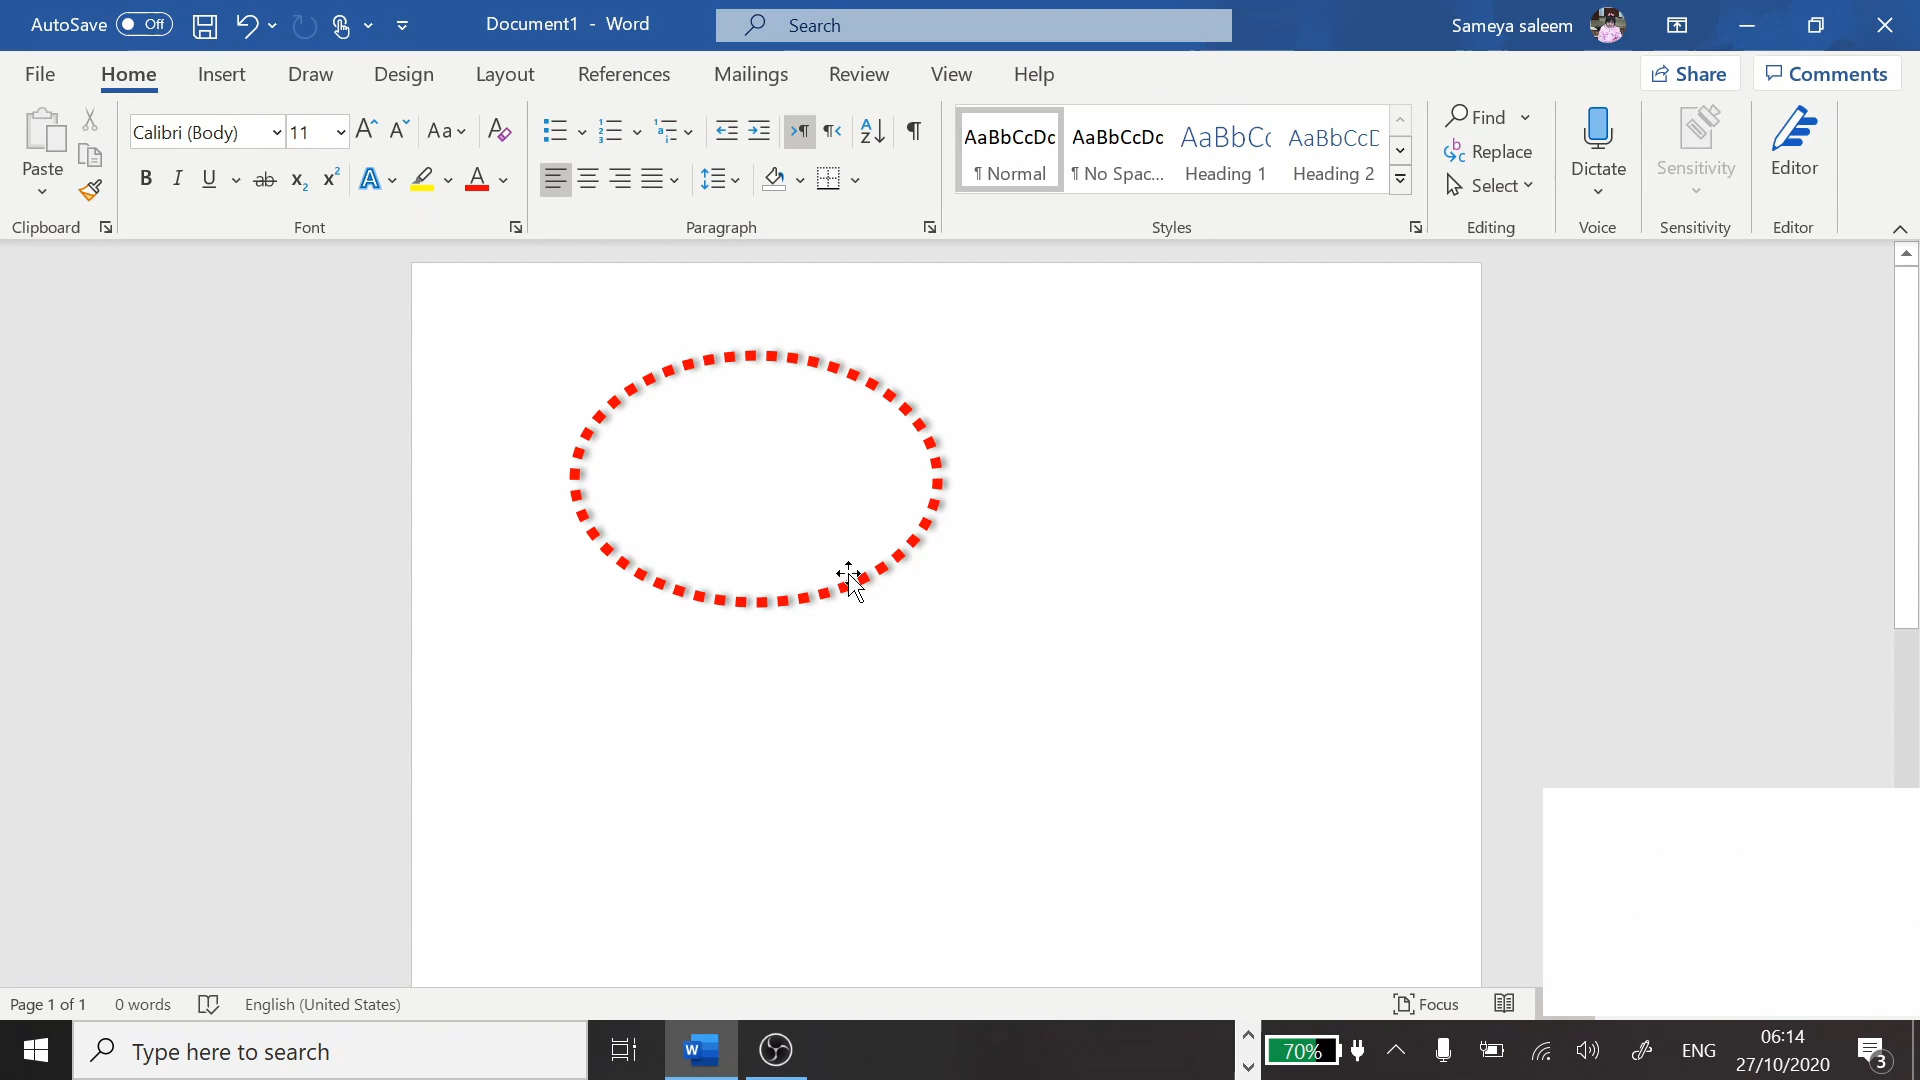 AutoSave Off Document1 - Word Search Sameya saleem
File Home Insert Draw Design Layout References Mailings Review View Help Share Comments
Paste Calibri (Body) 11 Aa AaBbCcDc AaBbCcDc AaBbCc AaBbCcD Find Replace Select Dictate Sensitivity Editor
¶ Normal ¶ No Spac... Heading 1 Heading 2
Clipboard Font Paragraph Styles Editing Voice Sensitivity Editor
Page 1 of 1 0 words English (United States) Focus
Type here to search 70% ENG 06:14
27/10/2020 3